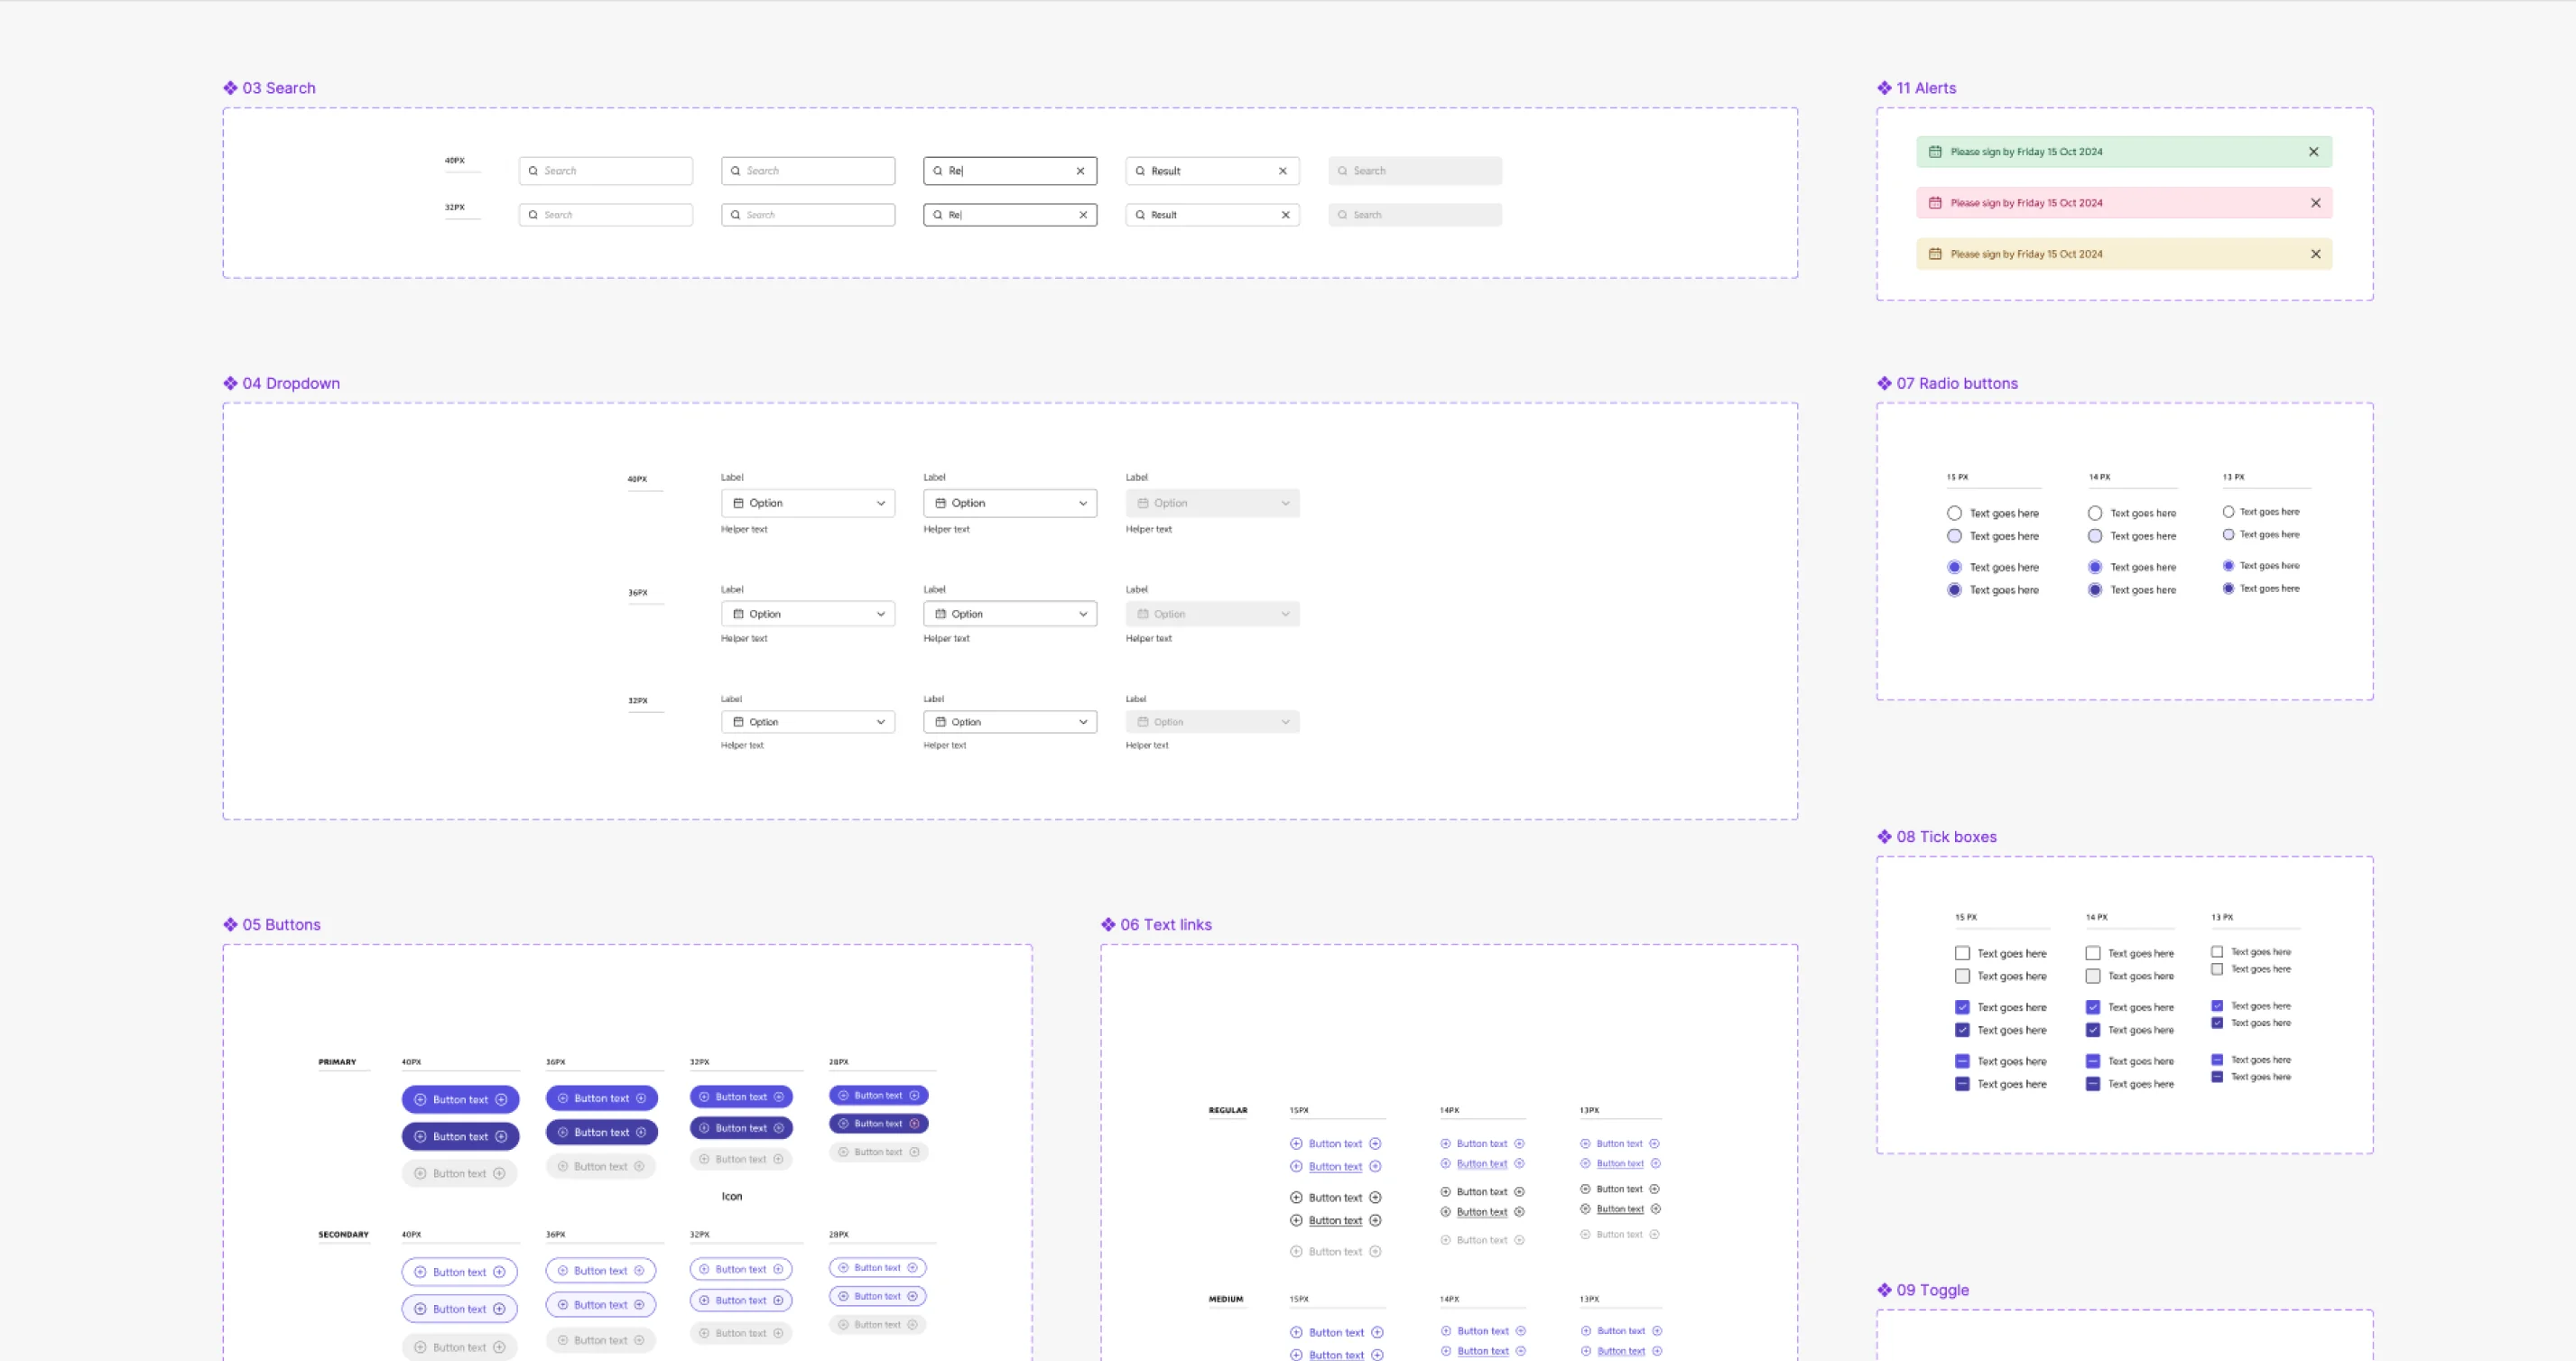 03 Search
40PX
Search
Search
Re
Result
Search
32PX
Search
Search
Re
Result
Search
11 Alerts
Please sign by Friday 15 Oct 2024
Please sign by Friday 15 Oct 2024
Please sign by Friday 15 Oct 2024
04 Dropdown
40PX
Label
Option
Helper text
Label
Option
Helper text
Label
Option
Helper text
36PX
Label
Option
Helper text
Label
Option
Helper text
Label
Option
Helper text
32PX
Label
Option
Helper text
Label
Option
Helper text
Label
Option
Helper text
07 Radio buttons
15 PX
Text goes here
Text goes here
Text goes here
Text goes here
14 PX
Text goes here
Text goes here
Text goes here
Text goes here
13 PX
Text goes here
Text goes here
Text goes here
Text goes here
08 Tick boxes
15 PX
Text goes here
Text goes here
Text goes here
Text goes here
Text goes here
Text goes here
14 PX
Text goes here
Text goes here
Text goes here
Text goes here
Text goes here
Text goes here
13 PX
Text goes here
Text goes here
Text goes here
Text goes here
Text goes here
Text goes here
05 Buttons
PRIMARY
40PX
Button text
Button text
Button text
36PX
Button text
Button text
Button text
32PX
Button text
Button text
Button text
28PX
Button text
Button text
Button text
Icon
SECONDARY
40PX
Button text
Button text
Button text
36PX
Button text
Button text
Button text
32PX
Button text
Button text
Button text
28PX
Button text
Button text
Button text
06 Text links
REGULAR
15PX
Button text
Button text
Button text
Button text
Button text
14PX
Button text
Button text
Button text
Button text
Button text
13PX
Button text
Button text
Button text
Button text
Button text
MEDIUM
15PX
Button text
Button text
14PX
Button text
Button text
13PX
Button text
Button text
09 Toggle